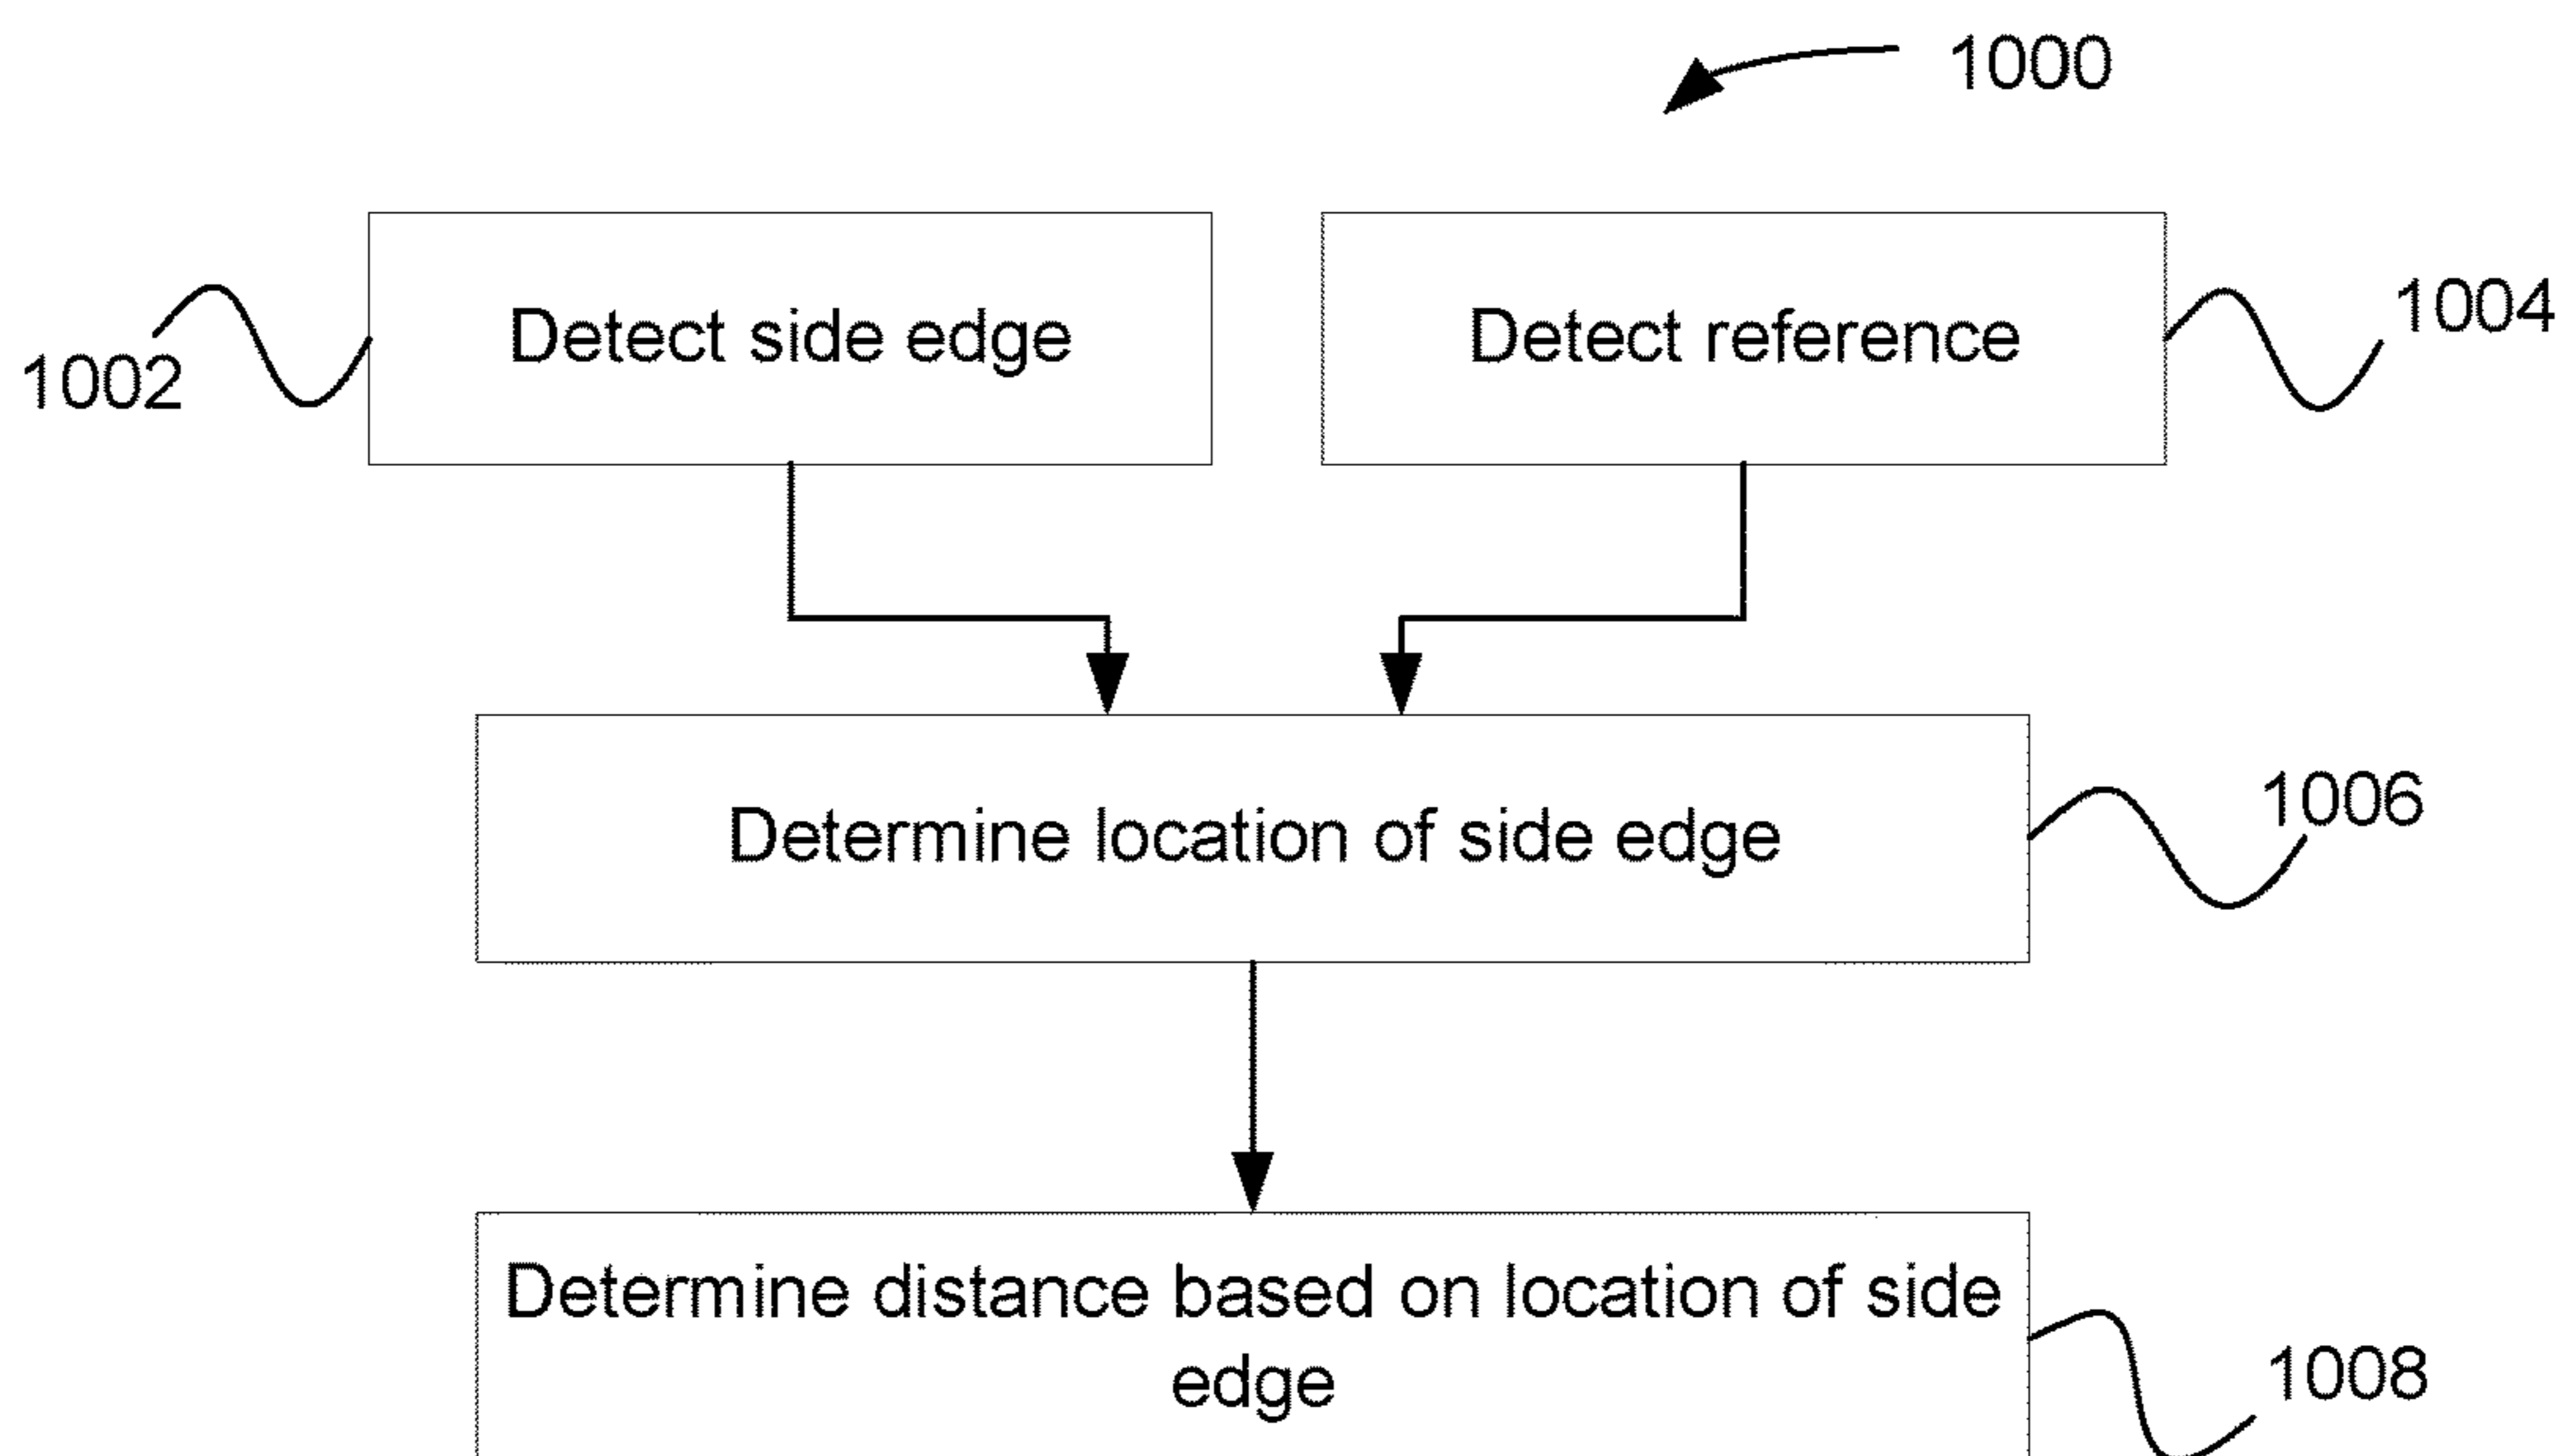 1000
Detect side edge
Detect reference
1002
1004
Determine location of side edge
1006
Determine distance based on location of side
edge
1008